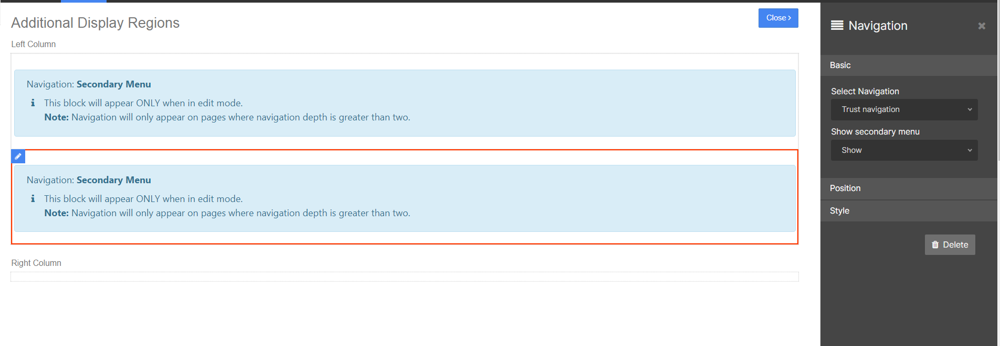 Additional Display Regions
Close ›
Left Column
Navigation: Secondary Menu
This block will appear ONLY when in edit mode.
Note: Navigation will only appear on pages where navigation depth is greater than two.
Navigation: Secondary Menu
This block will appear ONLY when in edit mode.
Note: Navigation will only appear on pages where navigation depth is greater than two.
Right Column
Navigation
Basic
Select Navigation
Trust navigation
Show secondary menu
Show
Position
Style
Delete